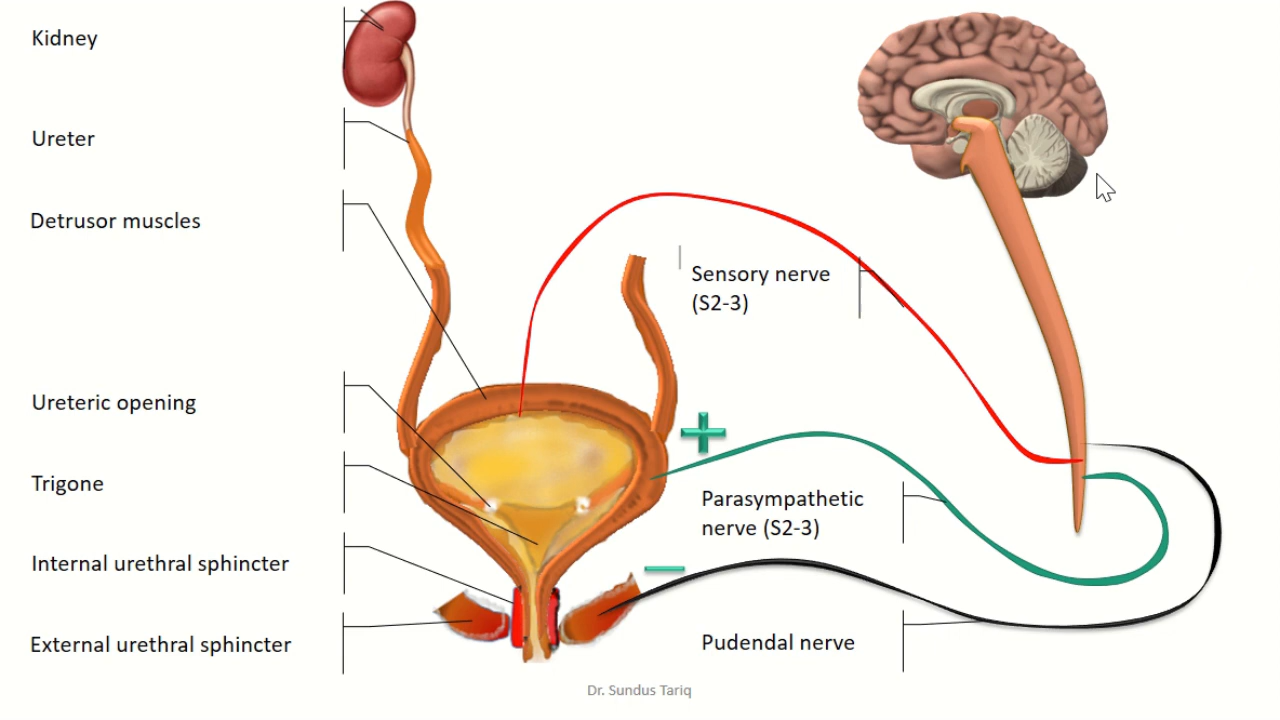 Kidney
Ureter
Detrusor muscles
Sensory nerve
(S2-3)
Ureteric opening
Trigone
Parasympathetic
nerve (S2-3)
Internal urethral sphincter
External urethral sphincter
Pudendal nerve
Dr. Sundus Tariq